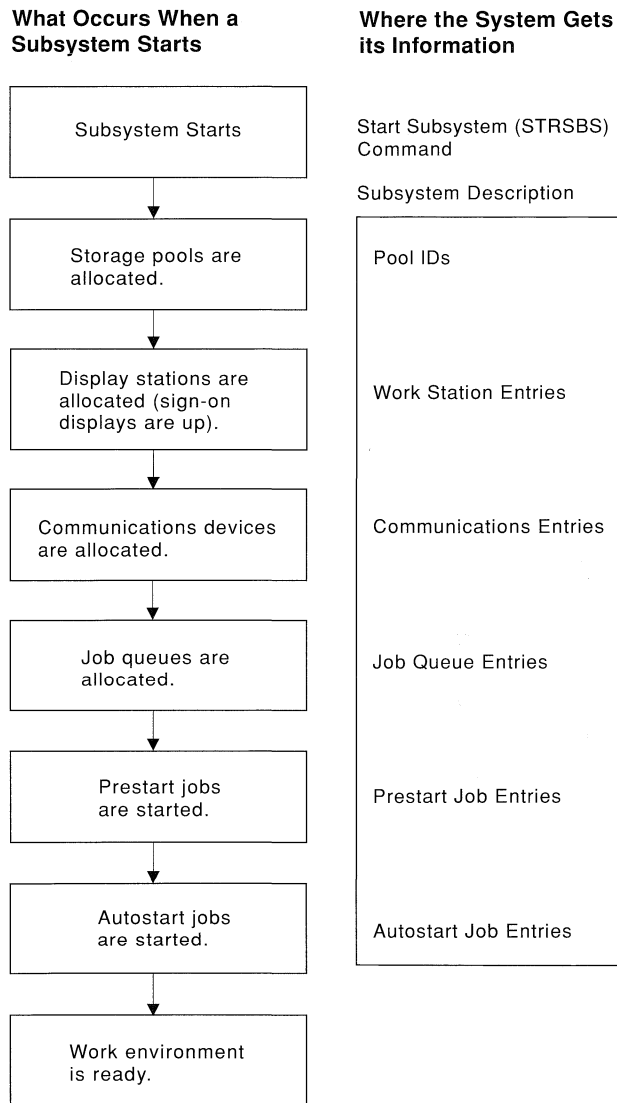 What Occurs When a
Subsystem Starts
Where the System Gets
its Information
Subsystem Starts
Start Subsystem (STRSBS)
Command
Subsystem Description
Storage pools are
allocated.
Pool IDs
Display stations are
allocated (sign-on
displays are up).
Work Station Entries
Communications devices
are allocated.
Communications Entries
Job queues are
allocated.
Job Queue Entries
Prestart jobs
are started.
Prestart Job Entries
Autostart jobs
are started.
Autostart Job Entries
Work environment
is ready.